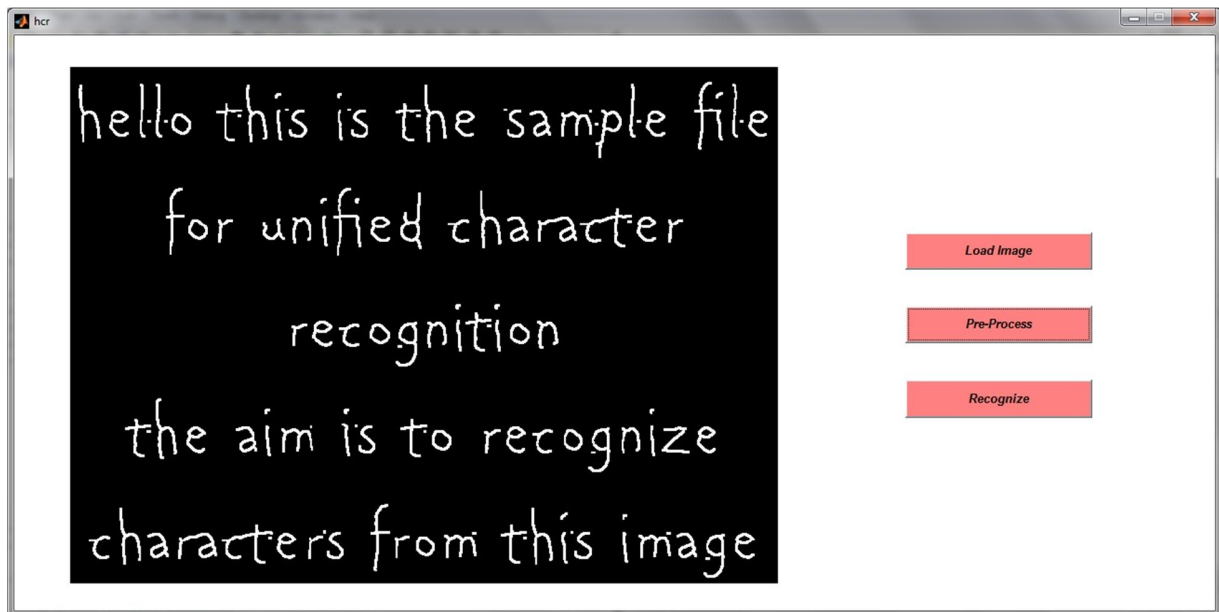 hcr
hello this is the sample file
for unified character
recognition
the aim is to recognize
characters from this image
Load Image
Pre-Process
Recognize